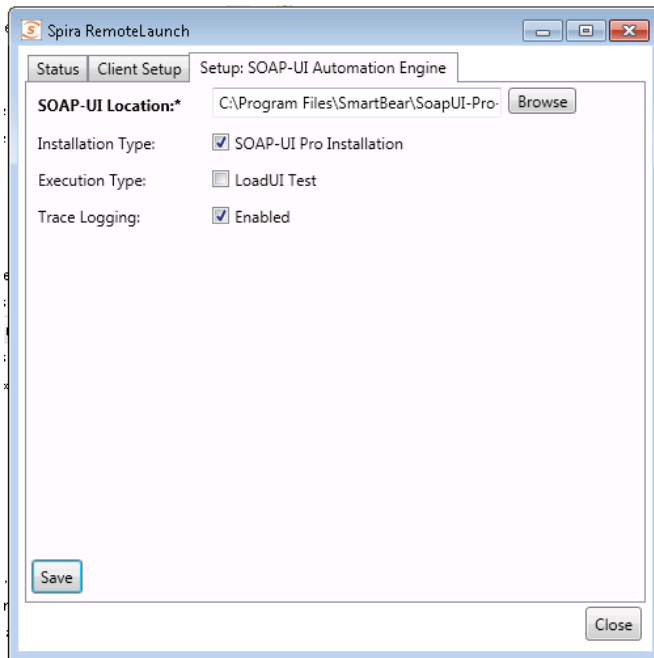 Spira RemoteLaunch
Status Client Setup Setup: SOAP-UI Automation Engine
SOAP-UI Location:* C:\Program Files\SmartBear\SoapUI-Pro- Browse
Installation Type: SOAP-UI Pro Installation
Execution Type: LoadUI Test
Trace Logging: Enabled
Save
Close